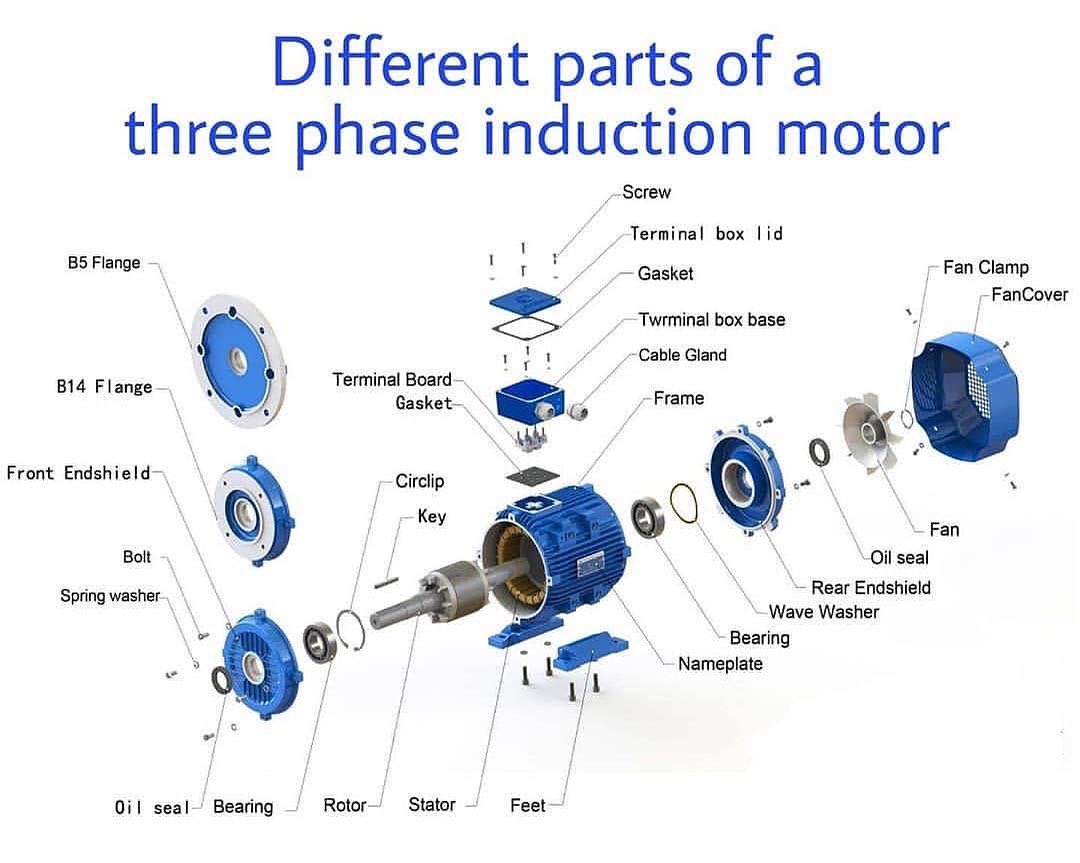 Different parts of a
three phase induction motor
Screw
Terminal box lid
B5 Flange
Gasket
Fan Clamp
FanCover
Twrminal box base
Cable Gland
Terminal Board
B14 Flange
Gasket
Frame
Front Endshield
Circlip
Key
Fan
Bolt
Oil seal
Spring washer
Rear Endshield
Wave Washer
Bearing
Nameplate
Oil seal
Bearing
Rotor
Stator
Feet